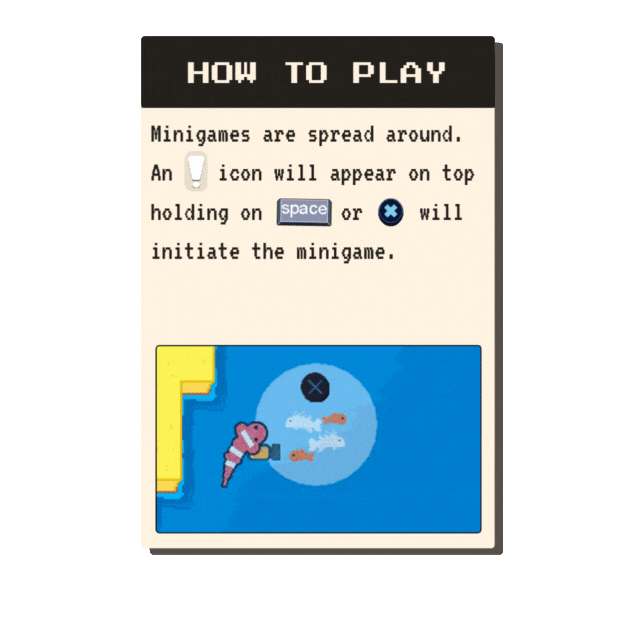 HOW TO PLAY
Minigames are spread around.
An ! icon will appear on top
holding on space or will
initiate the minigame.